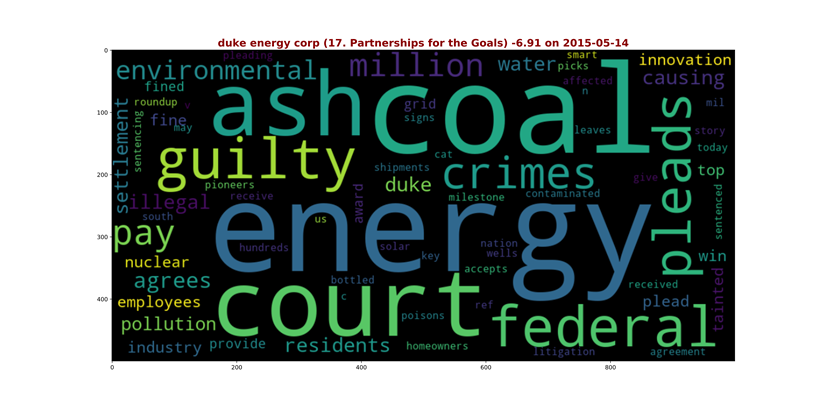 duke energy corp (17. Partnerships for the Goals) -6.91 on 2015-05-14
0
100
200
300
400
0
200
400
600
800
pleading
smart
environmental
million
water
picks
innovation
fined
ash
coal
affected
causing
roundup
grid
n
mil
settlement
sentencing
v
fine
may
signs
leaves
pleads
story
guilty
cat
today
shipments
crimes
give
top
pioneers
duke
illegal
receive
award
milestone
contaminated
sentenced
south
us
pay
energy
hundreds
solar
key
nation
wells
win
nuclear
accepts
agrees
bottled
received
tainted
employees
c
court
ref
plead
pollution
poisons
federal
industry
provide
residents
homeowners
litigation
agreement